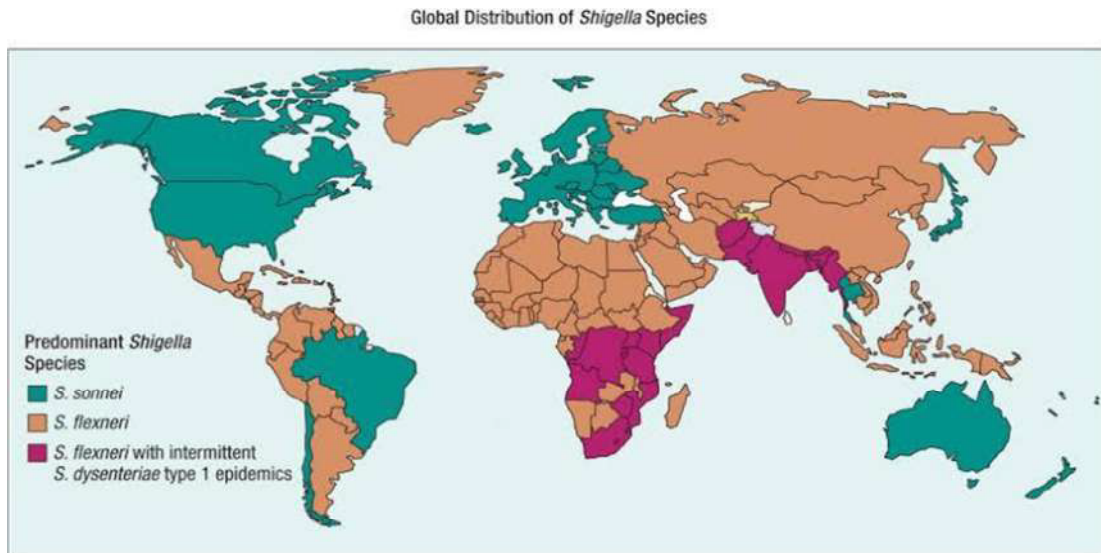 Global Distribution of Shigella Species
Predominant Shigella
Species
S. sonnei
S. flexneri
S. flexneri with intermittent
S. dysenteriae type 1 epidemics